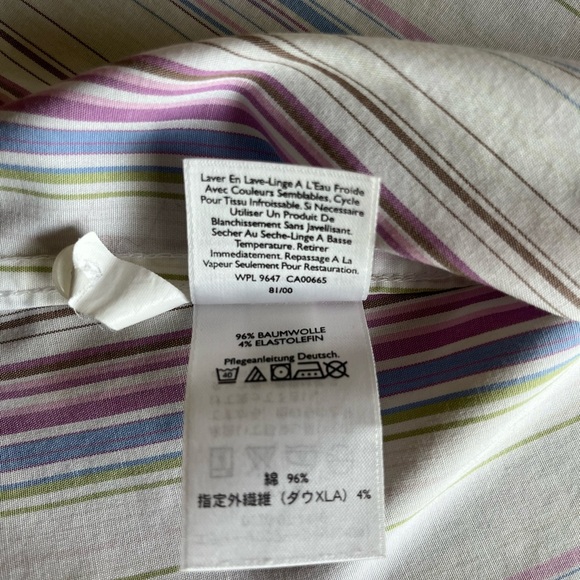 Laver En Lave-Linge A L'Eau Froide
Avec Couleurs Semblables, Cycle
Pour Tissu Infroissable. Si Necessaire
Utiliser Un Produit De
Blanchissement Sans Javellisant.
Secher Au Seche-Linge A Basse
Temperature. Retirer
Immediatement. Repassage A La
Vapeur Seulement Pour Restauration.
WPL 9647 CA00665
81/00
96% BAUMWOLLE
4% ELASTOLEFIN
Pflegeanleitung Deutsch.
40
綿 96%
指定外繊維（ダウXLA） 4%